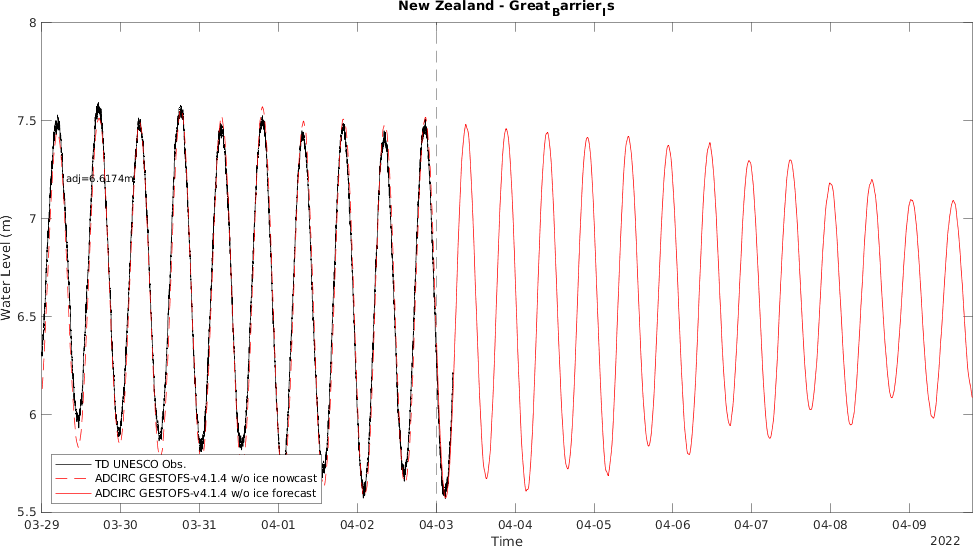 New Zealand - Great_Barrier_Is
8
7.5
7
6.5
6
5.5
Water Level (m)
adj=6.6174m
TD UNESCO Obs.
ADCIRC GESTOFS-v4.1.4 w/o ice nowcast
ADCIRC GESTOFS-v4.1.4 w/o ice forecast
03-29 03-30 03-31 04-01 04-02 04-03 04-04 04-05 04-06 04-07 04-08 04-09
Time
2022